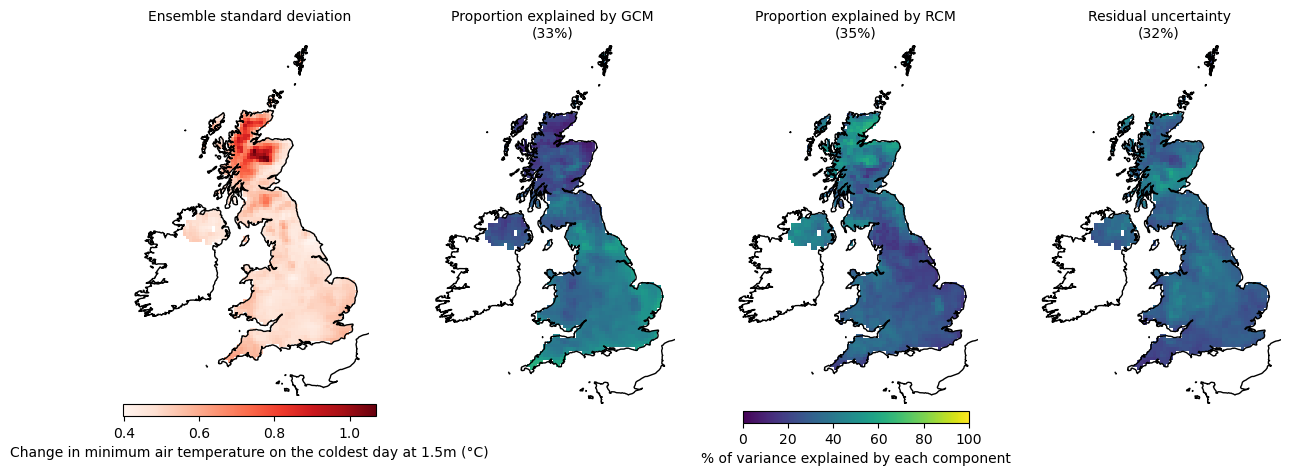 Ensemble standard deviation
Proportion explained by GCM
(33%)
Proportion explained by RCM
(35%)
Residual uncertainty
(32%)
0.4 0.6 0.8 1.0
Change in minimum air temperature on the coldest day at 1.5m (°C)
0 20 40 60 80 100
% of variance explained by each component